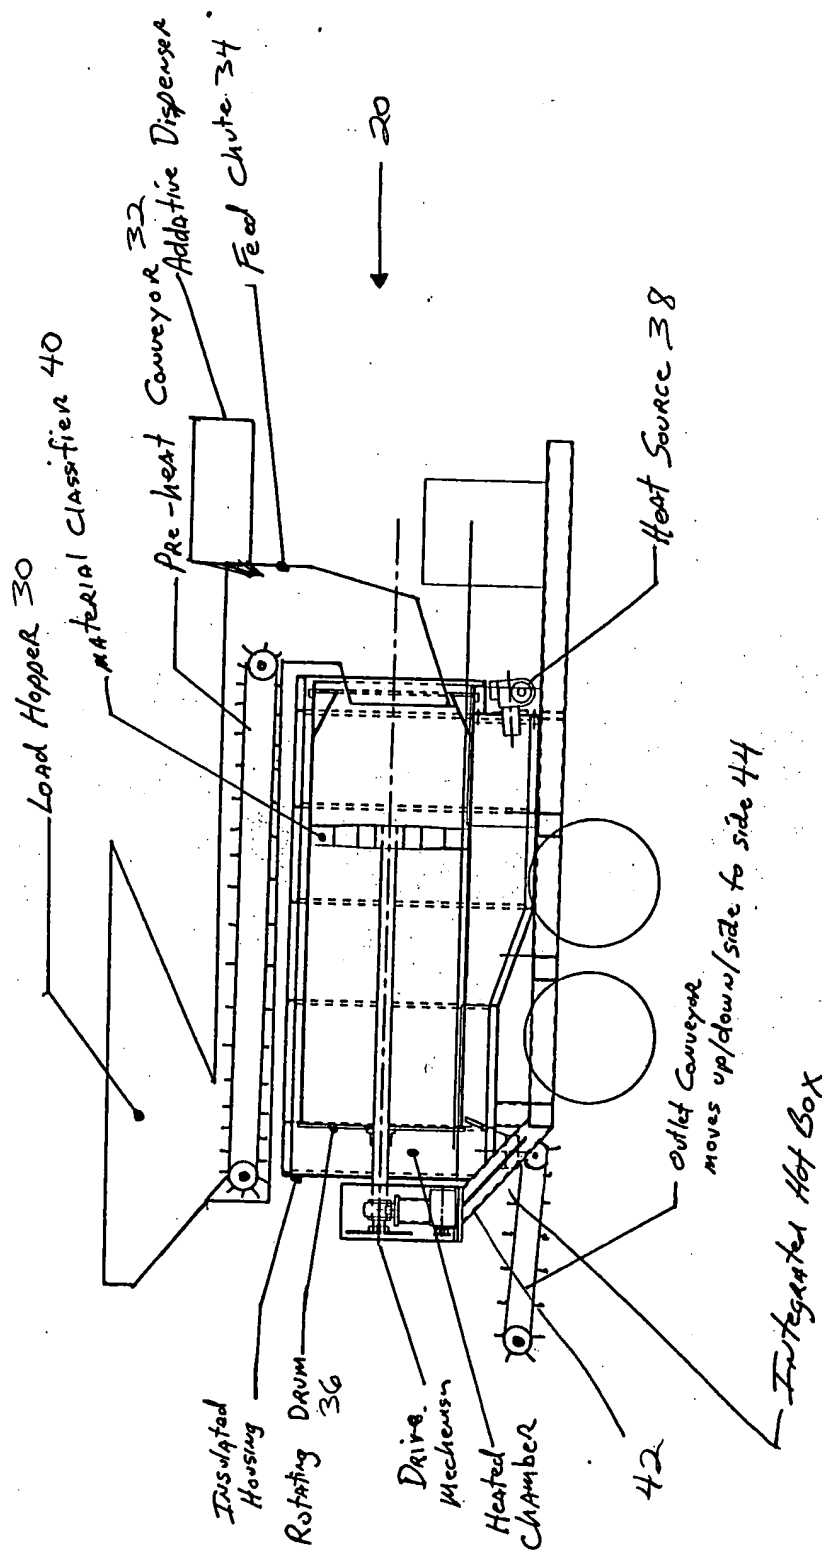 Load Hopper 30
Material Classifier 40
Pre-heat Conveyor 32
Addative Dispenser
Feed Chute 34
20
Insulated
Housing
Rotating Drum
36
Drive
Mechenism
Heated
Chamber
42
Integrated Hot Box
Outlet Conveyor
moves up/down/side to side 44
Heat Source 38